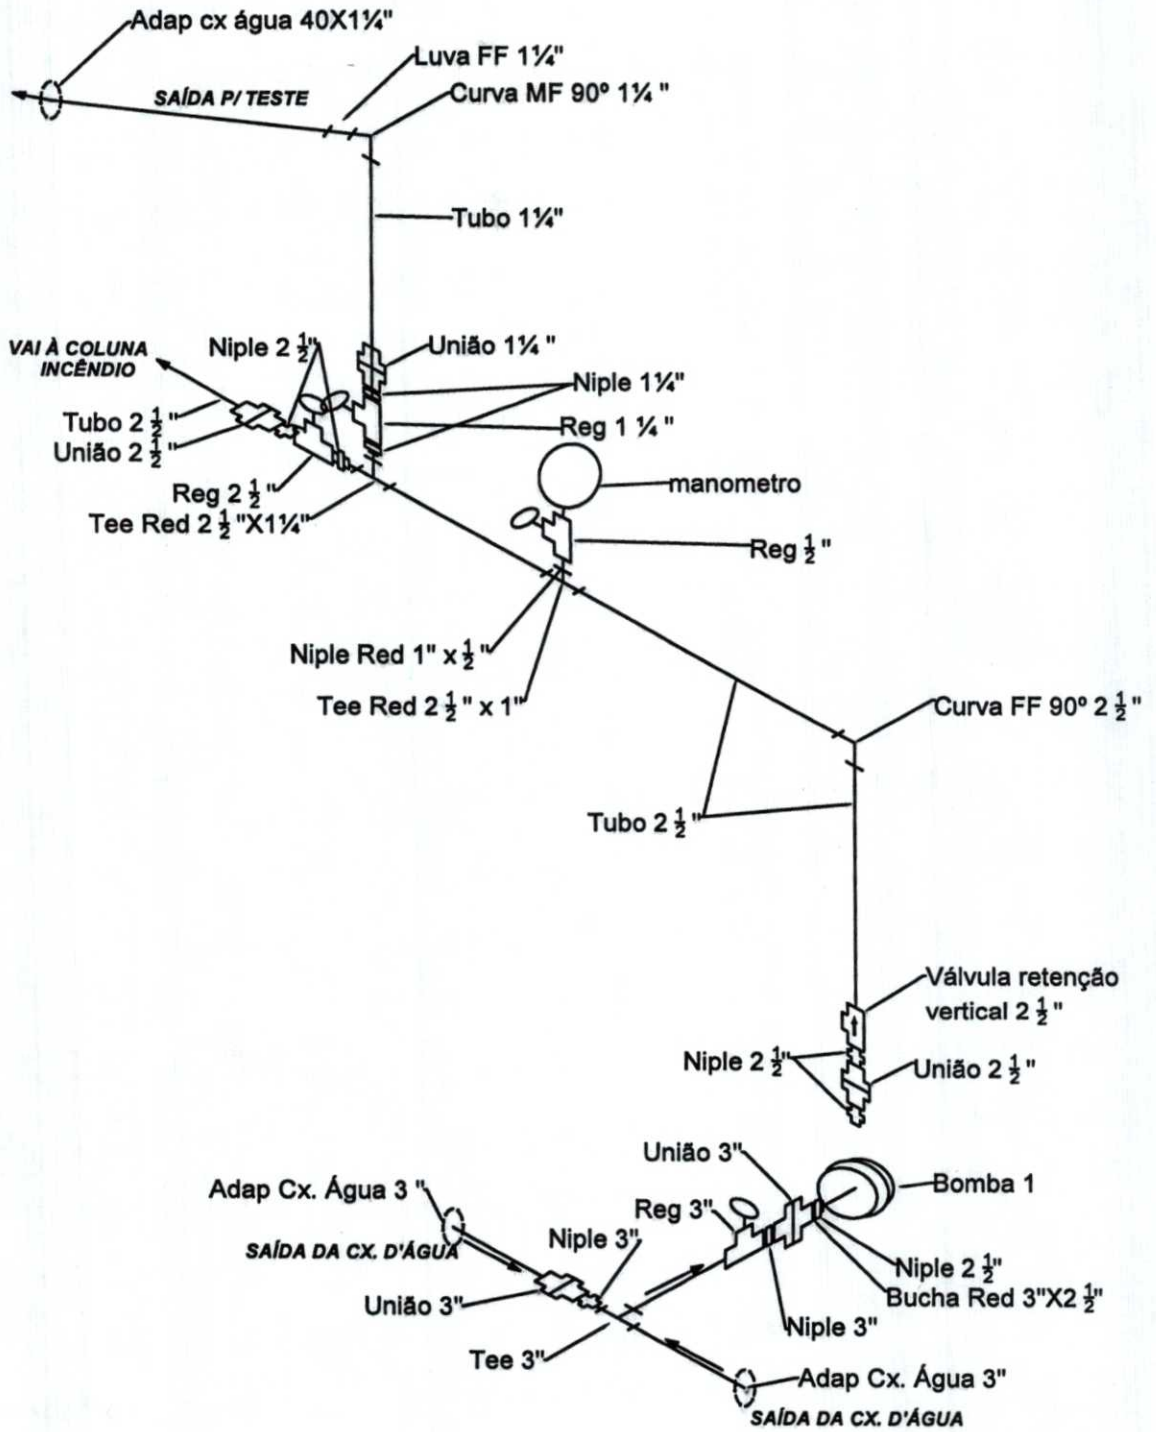 Adap cx água 40X1¼"
Luva FF 1¼"
Curva MF 90º 1¼ "
SAÍDA P/ TESTE
Tubo 1¼"
VAI À COLUNA
INCÊNDIO
Niple 2 ½"
União 1¼ "
Niple 1¼"
Tubo 2 ½"
União 2 ½"
Reg 1 ¼ "
Reg 2 ½"
manometro
Tee Red 2 ½"X1¼"
Reg ½"
Niple Red 1" x ½"
Tee Red 2 ½" x 1"
Curva FF 90º 2 ½"
Tubo 2 ½"
Válvula retenção
vertical 2 ½"
Niple 2 ½"
União 2 ½"
União 3"
Adap Cx. Água 3 "
Bomba 1
Reg 3"
SAÍDA DA CX. D'ÁGUA
Niple 3"
Niple 2 ½"
União 3"
Bucha Red 3"X2 ½"
Niple 3"
Tee 3"
Adap Cx. Água 3"
SAÍDA DA CX. D'ÁGUA